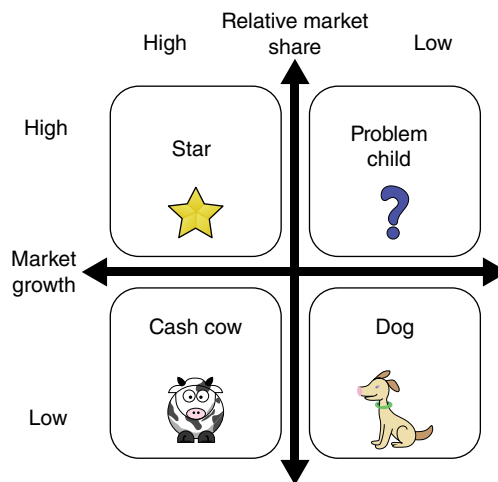 High
Relative market
share
Low
High
Star
Problem
child
Market
growth
Cash cow
Dog
Low